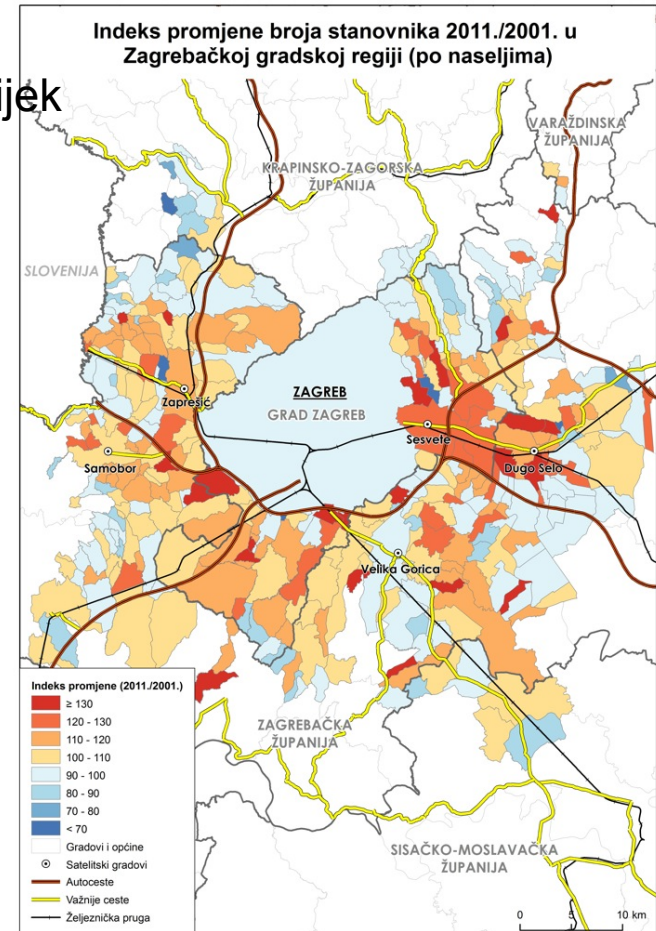 Indeks promjene broja stanovnika 2011./2001. u
Zagrebačkoj gradskoj regiji (po naseljima)
ijek
VARAŽDINSKA
ŽUPANIJA
KRAPINSKO-ZAGORSKA
ŽUPANIJA
SLOVENIJA
ZAGREB
GRAD ZAGREB
Zaprešić
Sesvete
Samobor
Dugo Selo
Velika Gorica
ZAGREBAČKA
ŽUPANIJA
SISAČKO-MOSLAVAČKA
ŽUPANIJA
Indeks promjene (2011./2001.)
≥ 130
120 - 130
110 - 120
100 - 110
90 - 100
80 - 90
70 - 80
< 70
Gradovi i općine
Satelitski gradovi
Autoceste
Važnije ceste
Željeznička pruga
0 5 10 km